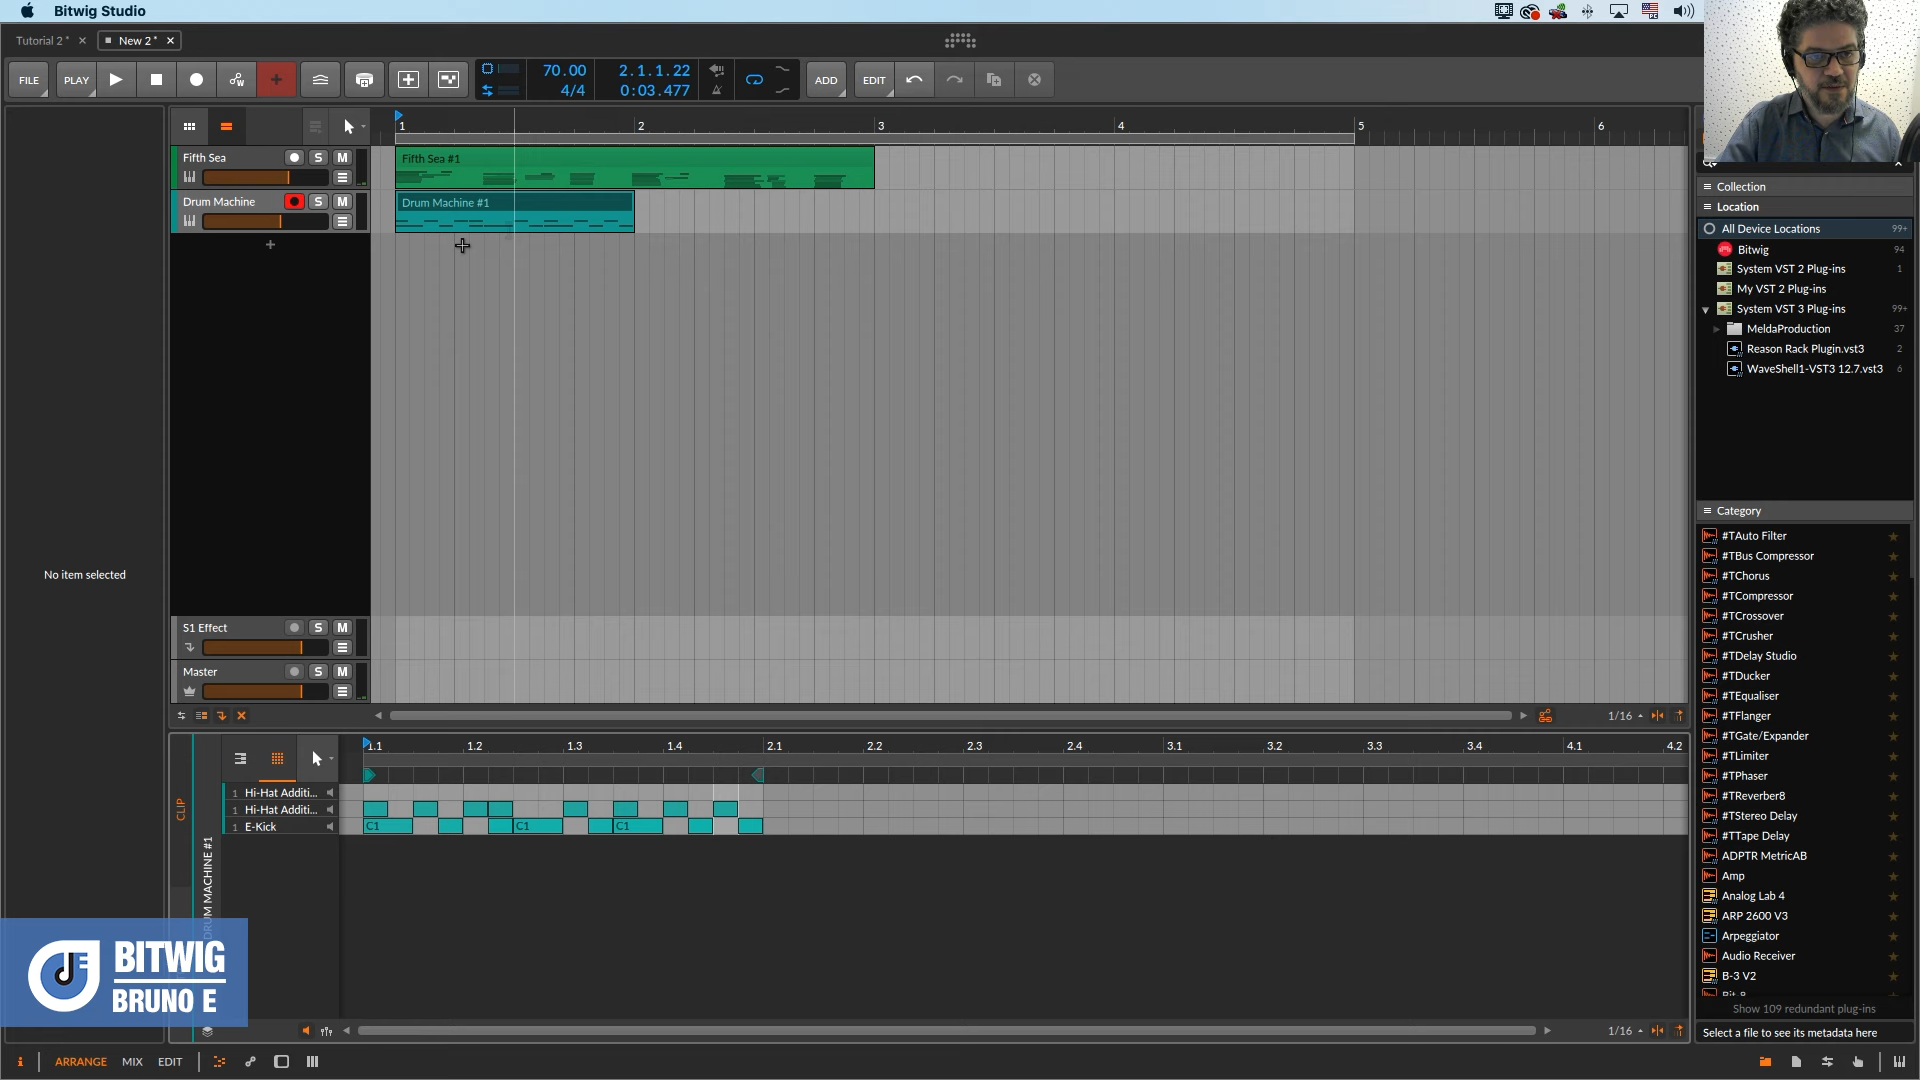 Bitwig Studio
Tutorial 2 *
New 2 *
FILE
PLAY
70.00
4/4
2.1.1.22
0:03.477
ADD
EDIT
1
2
3
4
5
6
Fifth Sea
S
M
Fifth Sea #1
Drum Machine
S
M
Drum Machine #1
No item selected
S1 Effect
S
M
Master
S
M
1/16
CLIP
DRUM MACHINE #1
1.1
1.2
1.3
1.4
2.1
2.2
2.3
2.4
3.1
3.2
3.3
3.4
4.1
4.2
1 Hi-Hat Additi...
1 Hi-Hat Additi...
1 E-Kick
C1
C1
C1
1/16
BITWIG
BRUNO E
ARRANGE
MIX
EDIT
Collection
Location
All Device Locations 99+
Bitwig 94
System VST 2 Plug-ins 1
My VST 2 Plug-ins
System VST 3 Plug-ins 99+
MeldaProduction 37
Reason Rack Plugin.vst3 2
WaveShell1-VST3 12.7.vst3 6
Category
#TAuto Filter
#TBus Compressor
#TChorus
#TCompressor
#TCrossover
#TCrusher
#TDelay Studio
#TDucker
#TEqualiser
#TFlanger
#TGate/Expander
#TLimiter
#TPhaser
#TReverber8
#TStereo Delay
#TTape Delay
ADPTR MetricAB
Amp
Analog Lab 4
ARP 2600 V3
Arpeggiator
Audio Receiver
B-3 V2
Show 109 redundant plug-ins
Select a file to see its metadata here